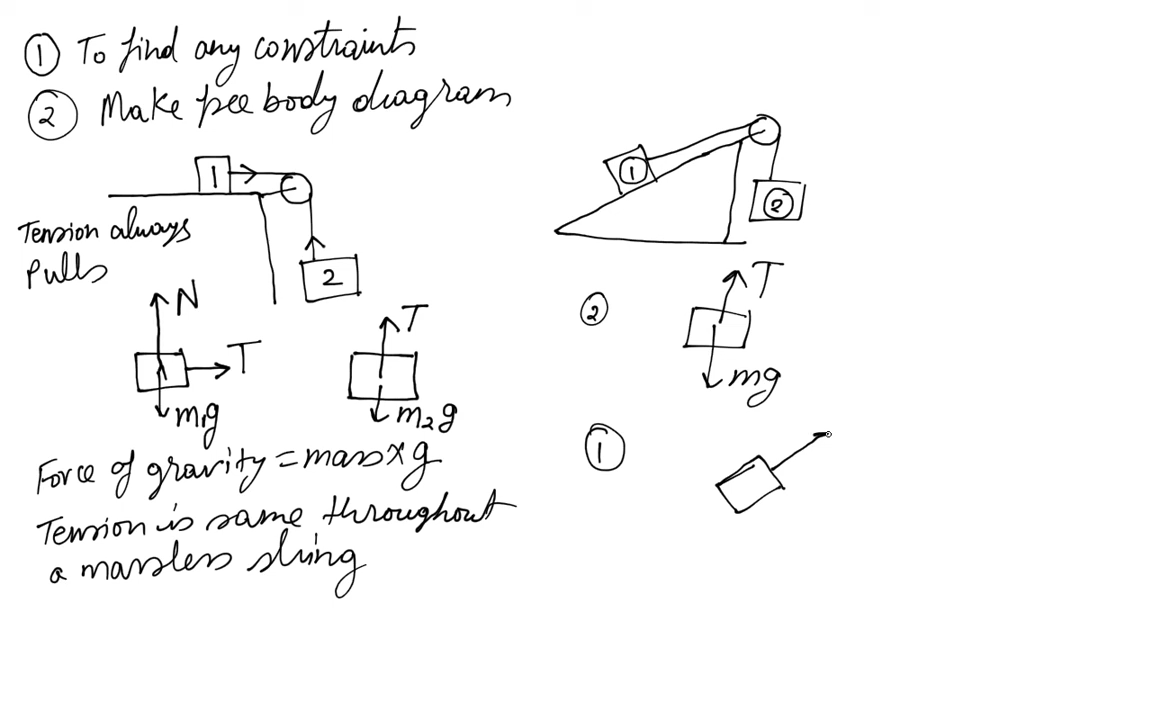 ① To find any constraints
② Make free body diagram
1
2
Tension always
Pulls
N
T
m₁g
T
m₂g
Force of gravity = mass × g
Tension is same throughout
a massless string
①
②
②
T
mg
①